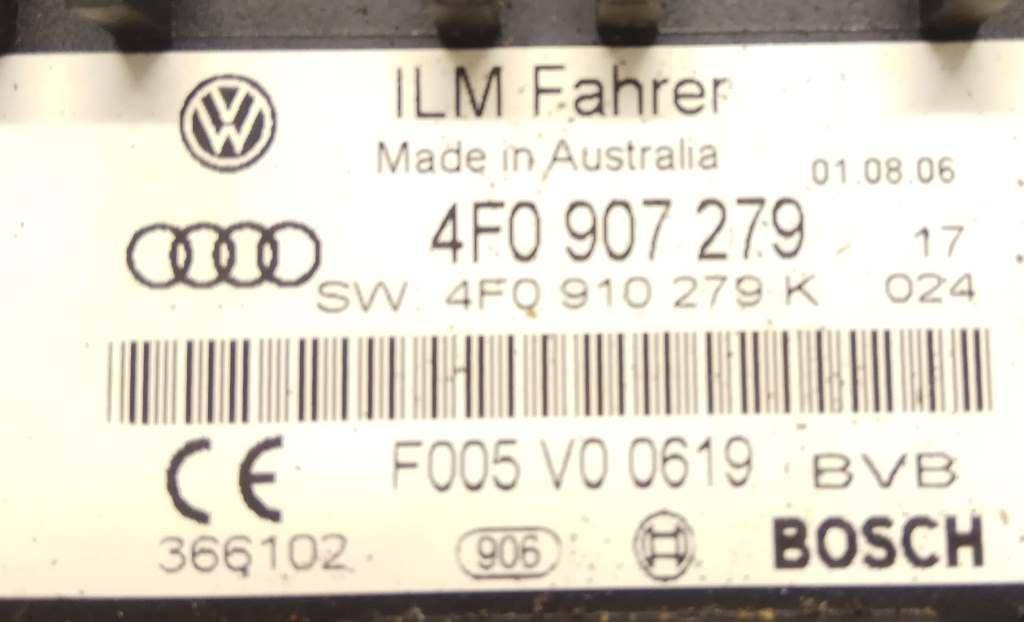 ILM Fahrer
Made in Australia 01.08.06
4F0 907 279 17
SW 4F0 910 279 K 024
CE F005 V0 0619 BVB
366102 906 BOSCH